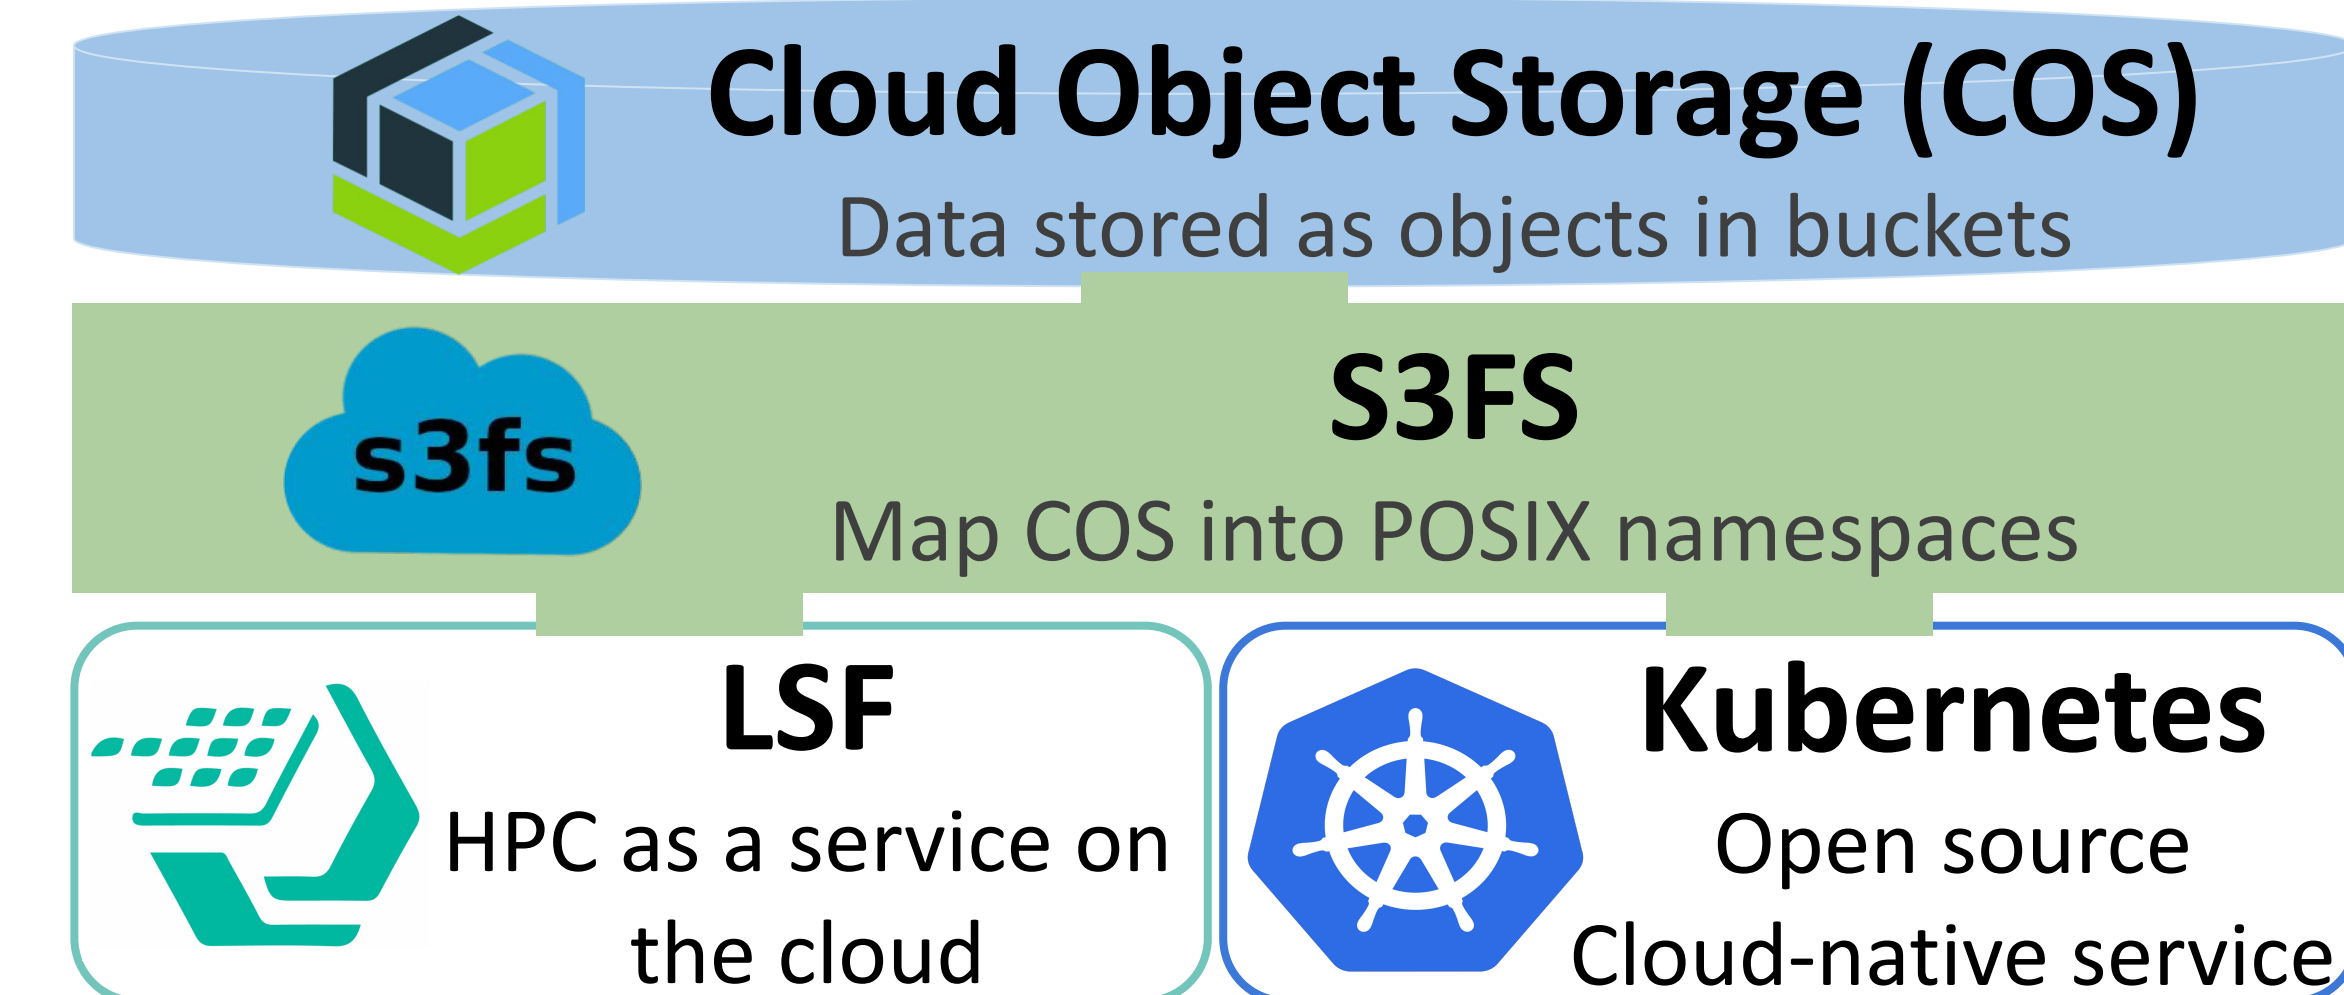 Cloud Object Storage (COS)
Data stored as objects in buckets
s3fs
S3FS
Map COS into POSIX namespaces
LSF
HPC as a service on
the cloud
Kubernetes
Open source
Cloud-native service